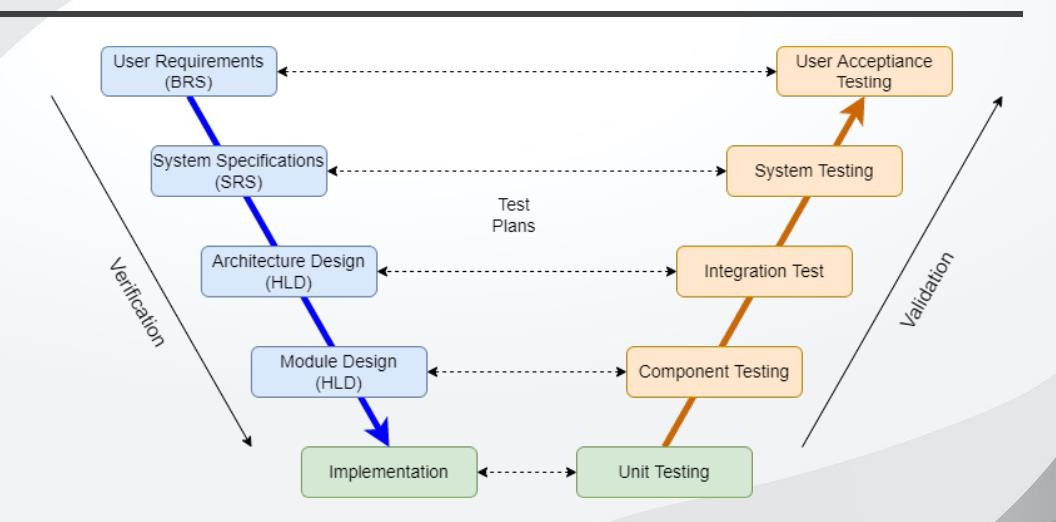 User Requirements
(BRS)
User Acceptance
Testing
System Specifications
(SRS)
System Testing
Test
Plans
Architecture Design
(HLD)
Integration Test
Verification
Validation
Module Design
(HLD)
Component Testing
Implementation
Unit Testing